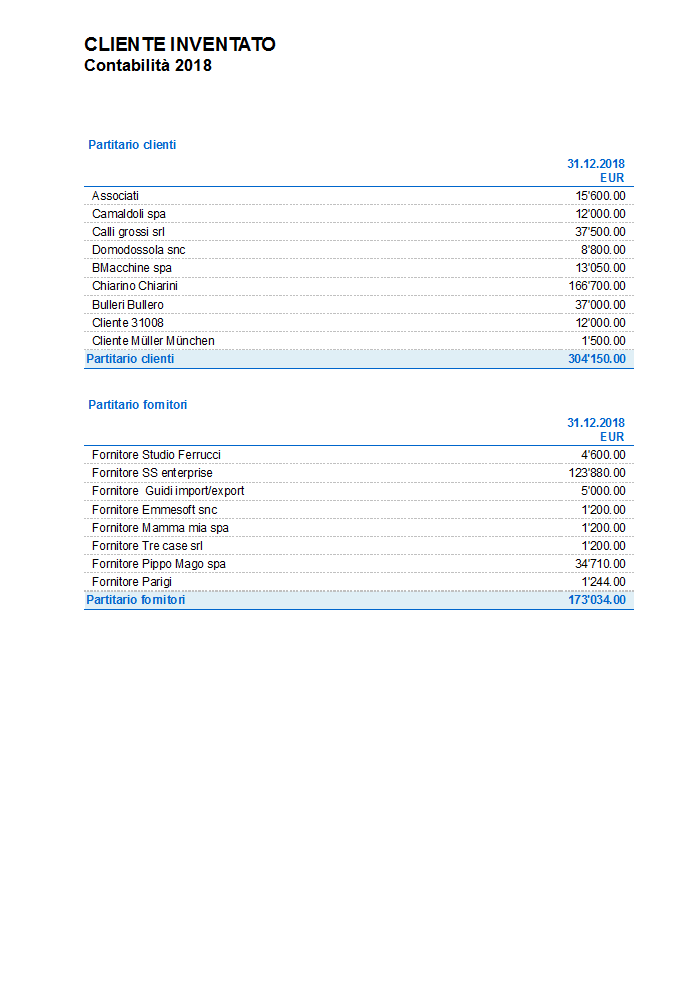 CLIENTE INVENTATO
Contabilità 2018
Partitario clienti
31.12.2018
EUR
Associati 15'600.00
Camaldoli spa 12'000.00
Calli grossi srl 37'500.00
Domodossola snc 8'800.00
BMacchine spa 13'050.00
Chiarino Chiarini 166'700.00
Bulleri Bullero 37'000.00
Cliente 31008 12'000.00
Cliente Müller München 1'500.00
Partitario clienti 304'150.00
Partitario fornitori
31.12.2018
EUR
Fornitore Studio Ferrucci 4'600.00
Fornitore SS enterprise 123'880.00
Fornitore  Guidi import/export 5'000.00
Fornitore Emmesoft snc 1'200.00
Fornitore Mamma mia spa 1'200.00
Fornitore Tre case srl 1'200.00
Fornitore Pippo Mago spa 34'710.00
Fornitore Parigi 1'244.00
Partitario fornitori 173'034.00